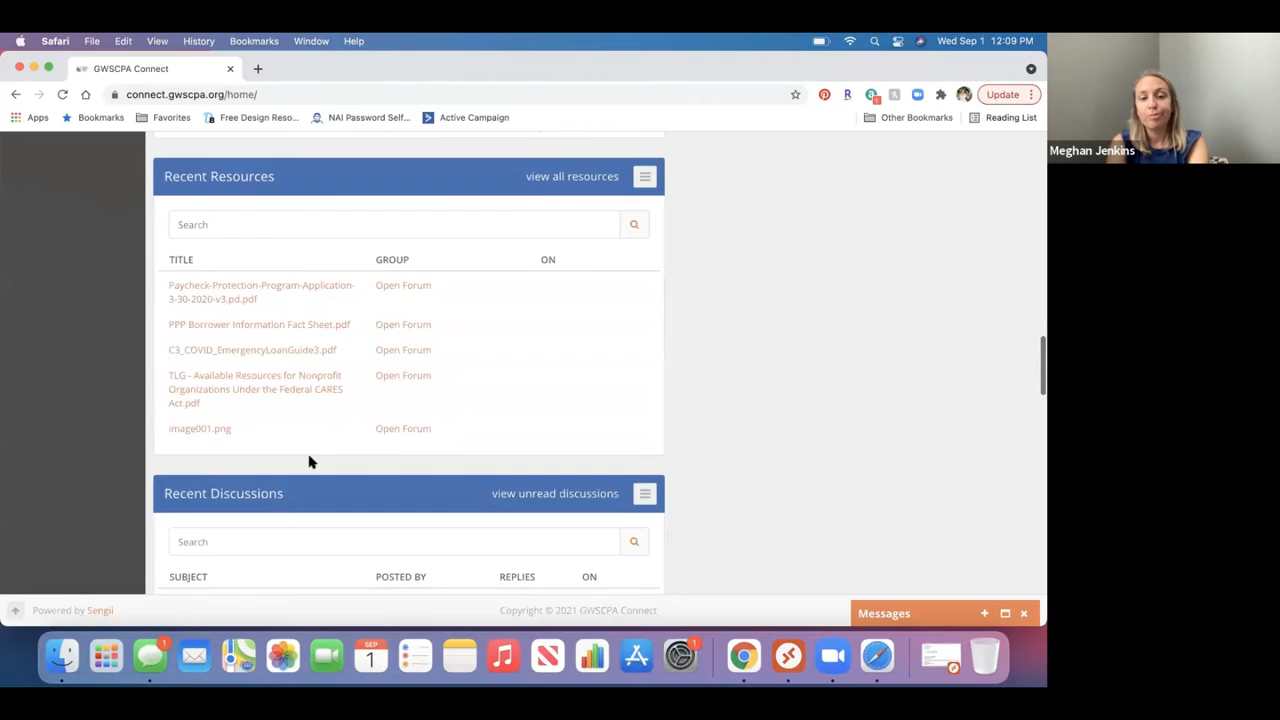 Safari File Edit View History Bookmarks Window Help Wed Sep 1 12:09 PM
GWSCPA Connect
connect.gwscpa.org/home/ Update
Apps Bookmarks Favorites Free Design Reso... NAI Password Self... Active Campaign Other Bookmarks Reading List
Meghan Jenkins
Recent Resources view all resources
Search
TITLE GROUP ON
Paycheck-Protection-Program-Application- Open Forum
3-30-2020-v3.pd.pdf
PPP Borrower Information Fact Sheet.pdf Open Forum
C3_COVID_EmergencyLoanGuide3.pdf Open Forum
TLG - Available Resources for Nonprofit Open Forum
Organizations Under the Federal CARES
Act.pdf
image001.png Open Forum
Recent Discussions view unread discussions
Search
SUBJECT POSTED BY REPLIES ON
Powered by Sengii Copyright © 2021 GWSCPA Connect Messages
1 SEP 1 1